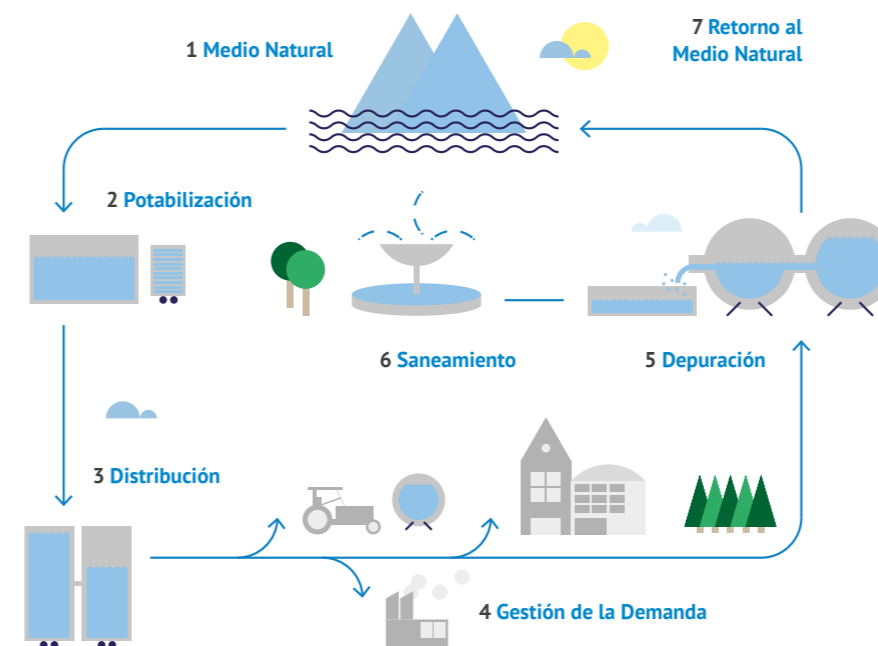 1 Medio Natural
7 Retorno al
Medio Natural
2 Potabilización
6 Saneamiento
5 Depuración
3 Distribución
4 Gestión de la Demanda